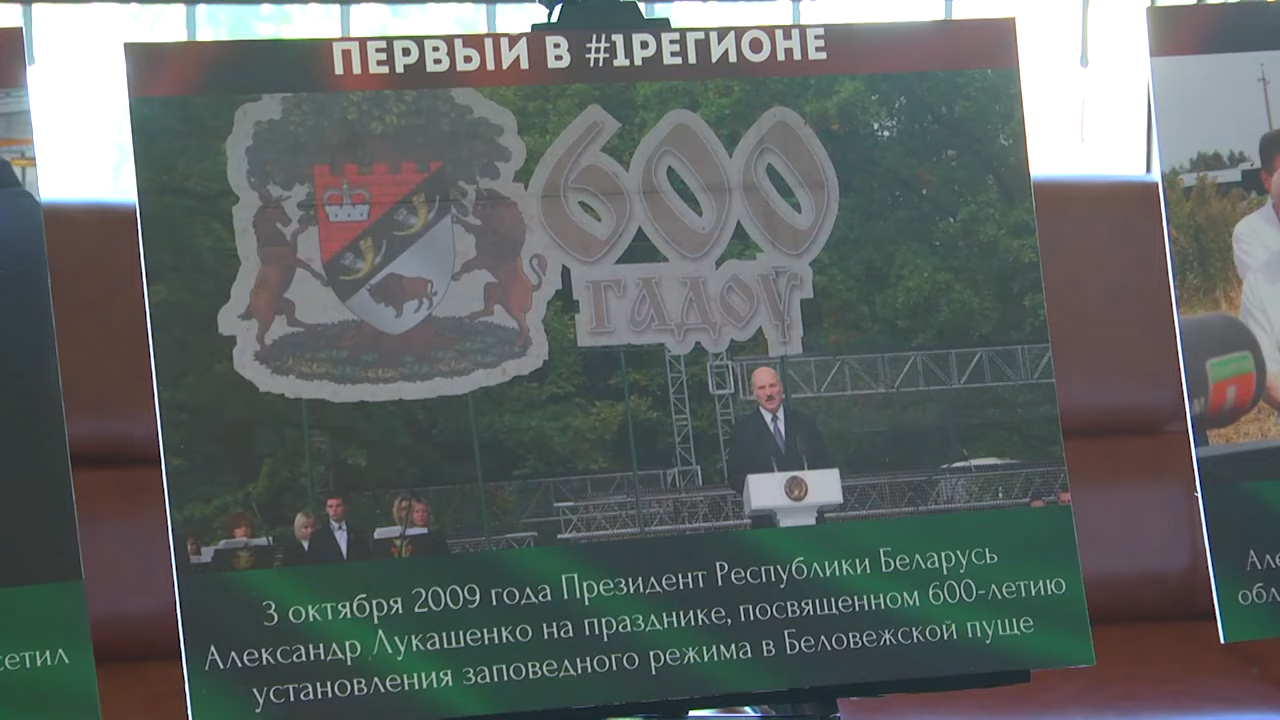 ПЕРВЫЙ В #1РЕГИОНЕ
600
ГАДОЎ
3 октября 2009 года Президент Республики Беларусь
Александр Лукашенко на празднике, посвященном 600-летию
установления заповедного режима в Беловежской пуще